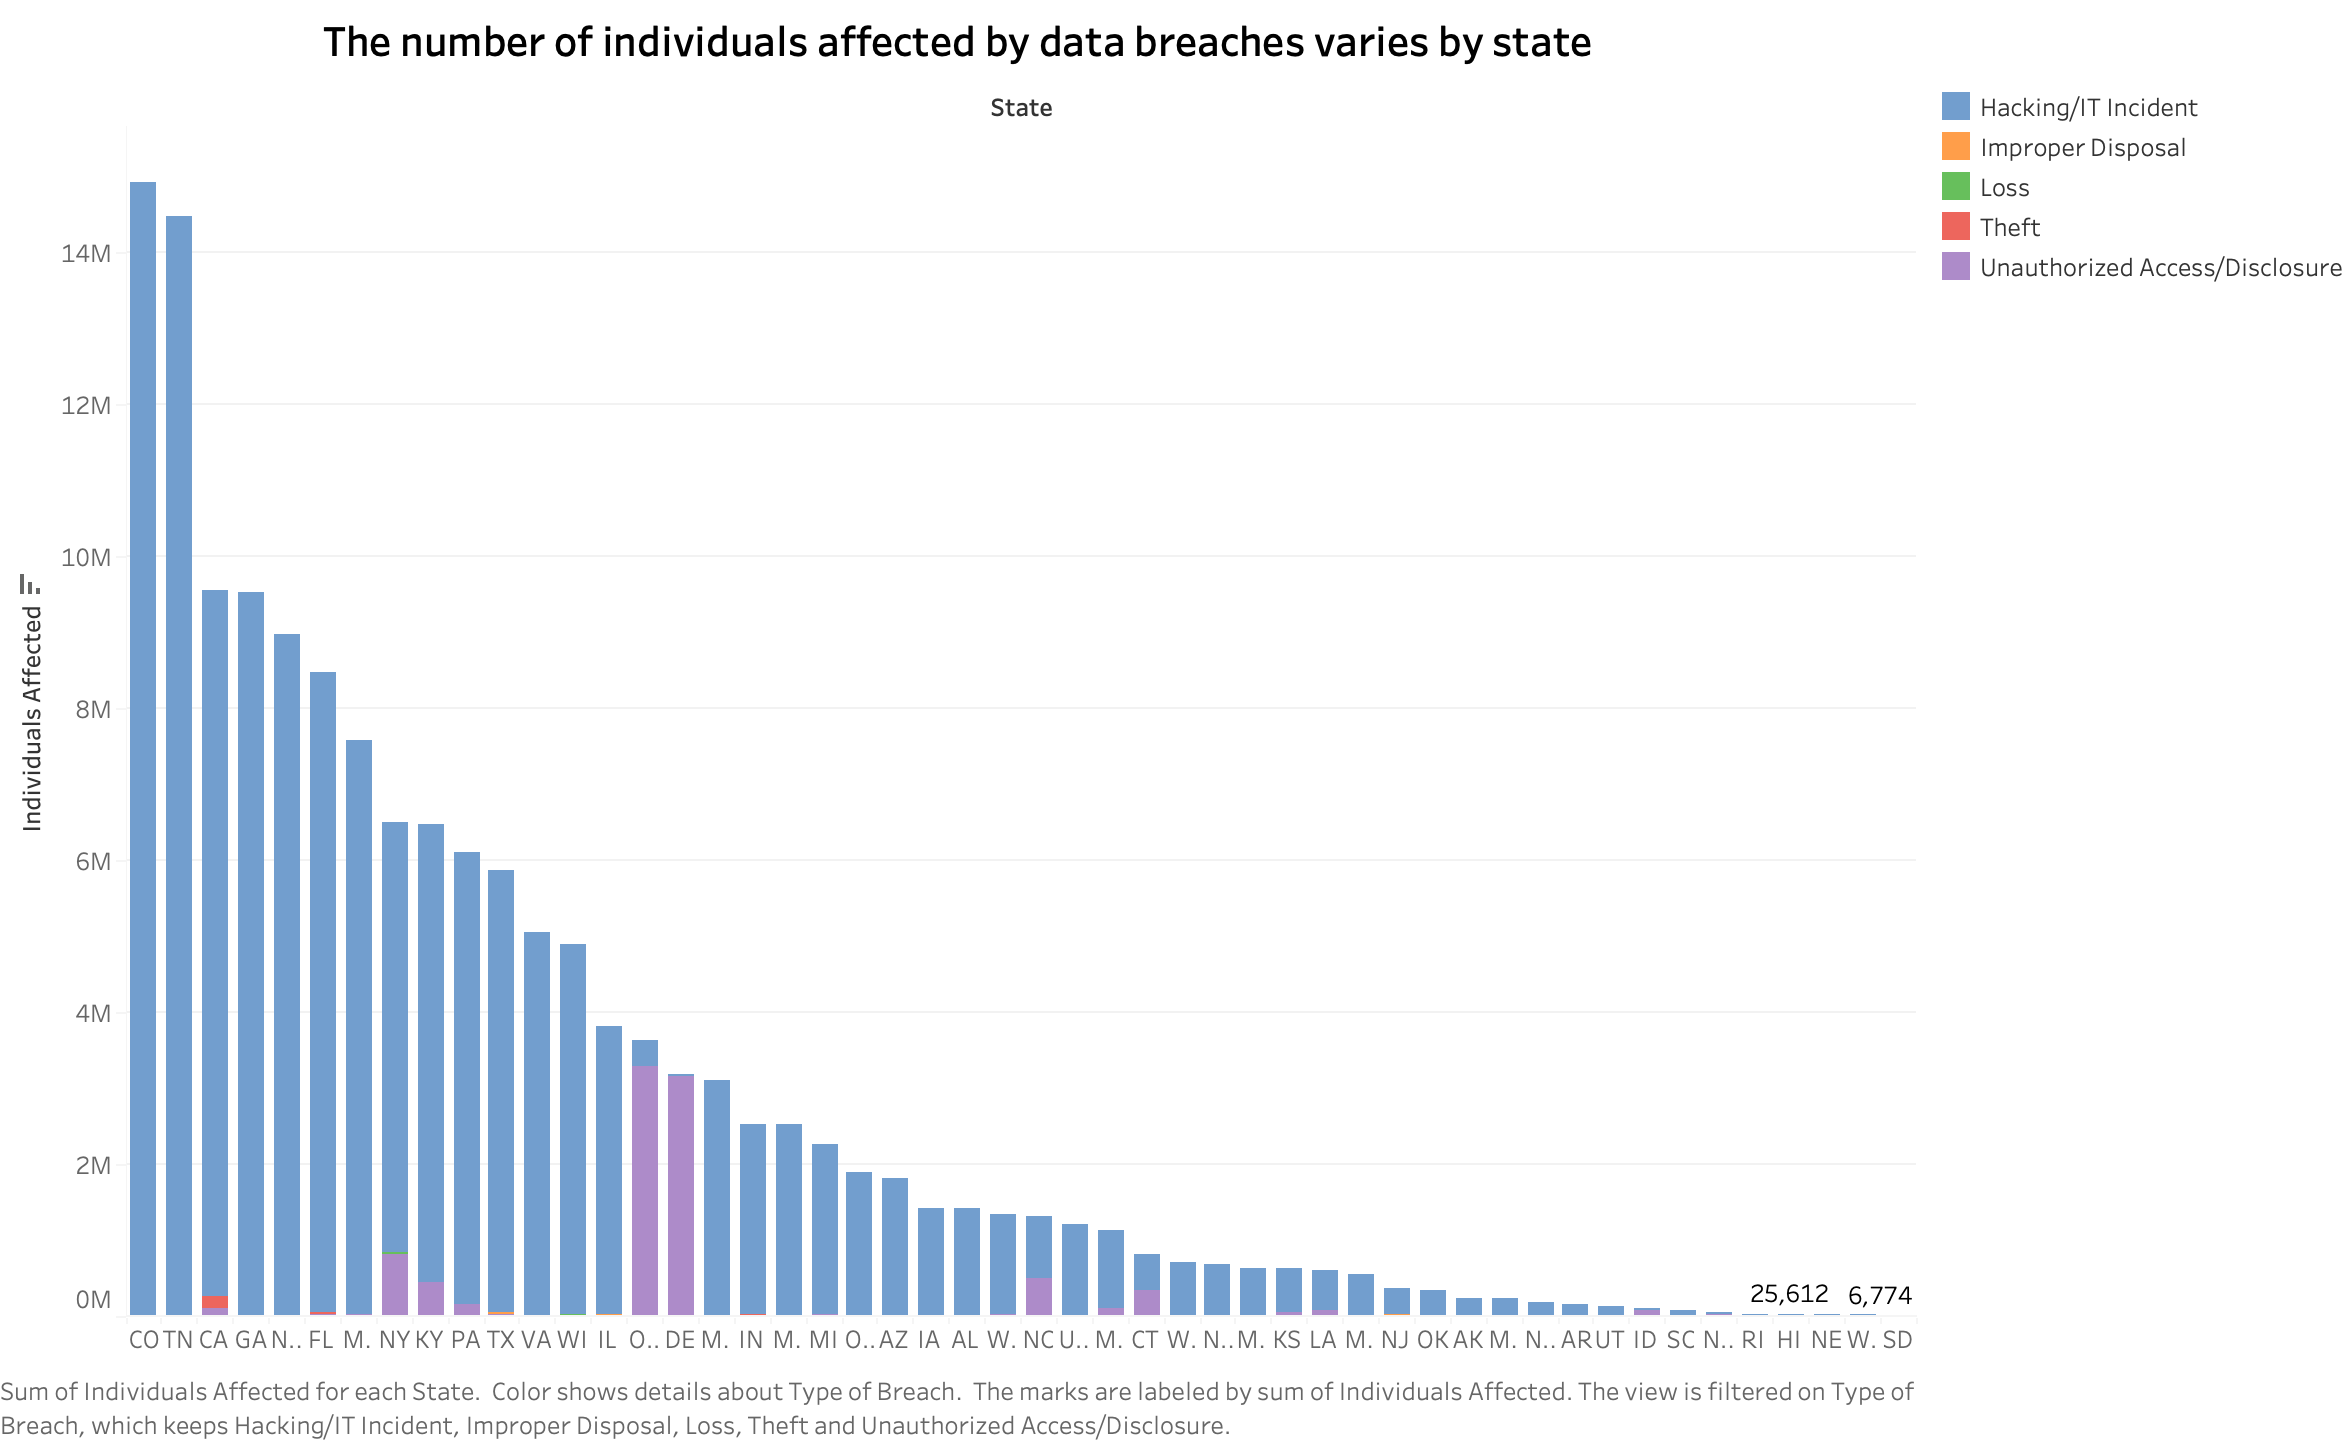 The number of individuals affected by data breaches varies by state
State
Hacking/IT Incident
Improper Disposal
Loss
Theft
Unauthorized Access/Disclosure
Individuals Affected
14M
12M
10M
8M
6M
4M
2M
0M
25,612 6,774
CO TN CA GA N.. FL M. NY KY PA TX VA WI IL O.. DE M. IN M. MI O.. AZ IA AL W. NC U.. M. CT W. N.. M. KS LA M. NJ OK AK M. N.. AR UT ID SC N.. RI HI NE W. SD
Sum of Individuals Affected for each State. Color shows details about Type of Breach. The marks are labeled by sum of Individuals Affected. The view is filtered on Type of
Breach, which keeps Hacking/IT Incident, Improper Disposal, Loss, Theft and Unauthorized Access/Disclosure.